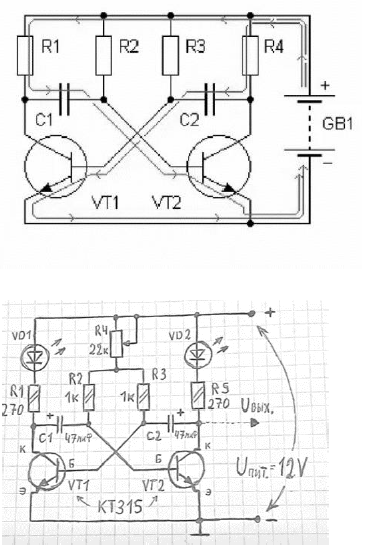 R1 R2 R3 R4
+
C1 C2
GB1
−
VT1 VT2
+
VD1 R4 VD2
22к
R1 R2 R3 R5
270 1к 1к 270
Uвых.
+ +
C1 47мкФ C2 47мкФ
Uпит.=12V
к Б Б к
VT1 VT2
э КТ315 э
−